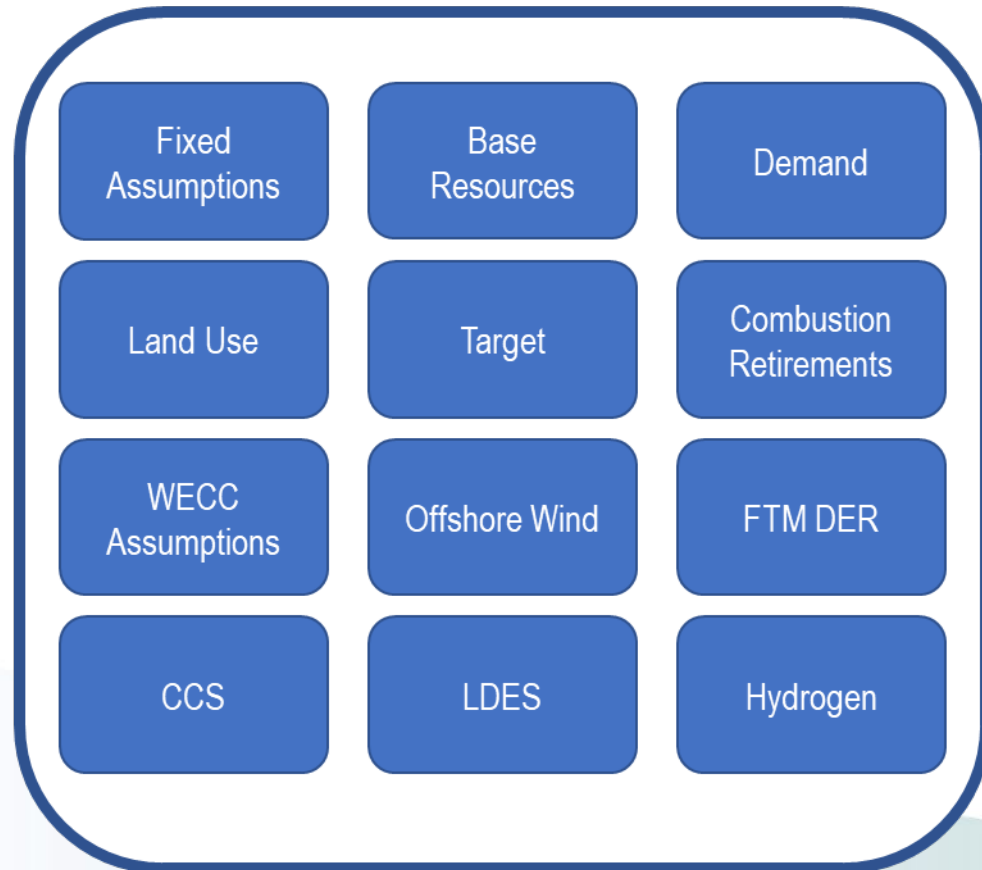 Fixed
Assumptions
Base
Resources
Demand
Land Use
Target
Combustion
Retirements
WECC
Assumptions
Offshore Wind
FTM DER
CCS
LDES
Hydrogen